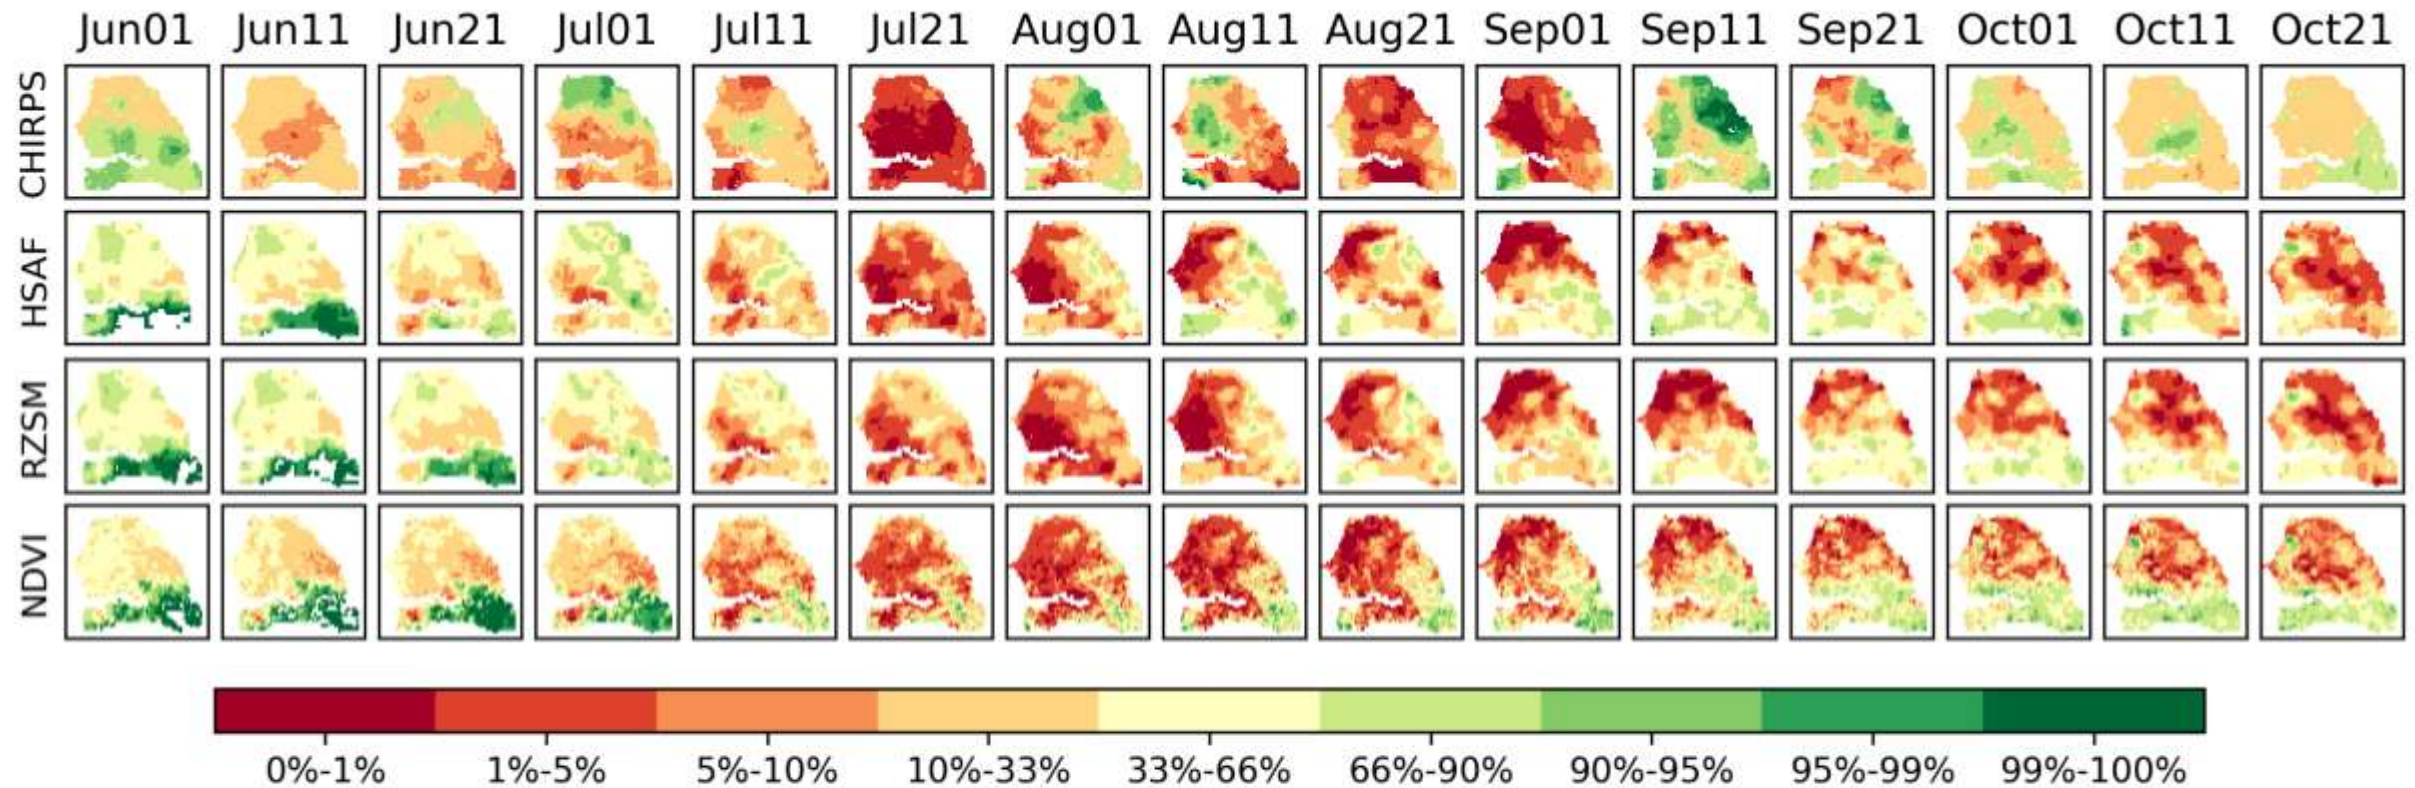 Jun01 Jun11 Jun21 Jul01 Jul11 Jul21 Aug01 Aug11 Aug21 Sep01 Sep11 Sep21 Oct01 Oct11 Oct21
CHIRPS
HSAF
RZSM
NDVI
0%-1% 1%-5% 5%-10% 10%-33% 33%-66% 66%-90% 90%-95% 95%-99% 99%-100%